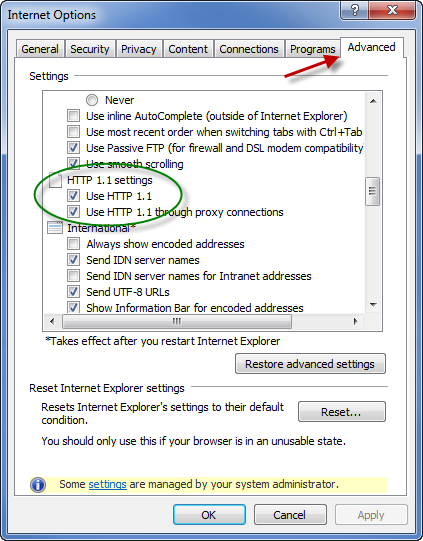 Internet Options
General Security Privacy Content Connections Programs Advanced
Settings
Never
Use inline AutoComplete (outside of Internet Explorer)
Use most recent order when switching tabs with Ctrl+Tab
Use Passive FTP (for firewall and DSL modem compatibility
Use smooth scrolling
HTTP 1.1 settings
Use HTTP 1.1
Use HTTP 1.1 through proxy connections
International*
Always show encoded addresses
Send IDN server names
Send IDN server names for Intranet addresses
Send UTF-8 URLs
Show Information Bar for encoded addresses
*Takes effect after you restart Internet Explorer
Restore advanced settings
Reset Internet Explorer settings
Resets Internet Explorer's settings to their default
condition.
Reset...
You should only use this if your browser is in an unusable state.
Some settings are managed by your system administrator.
OK Cancel Apply